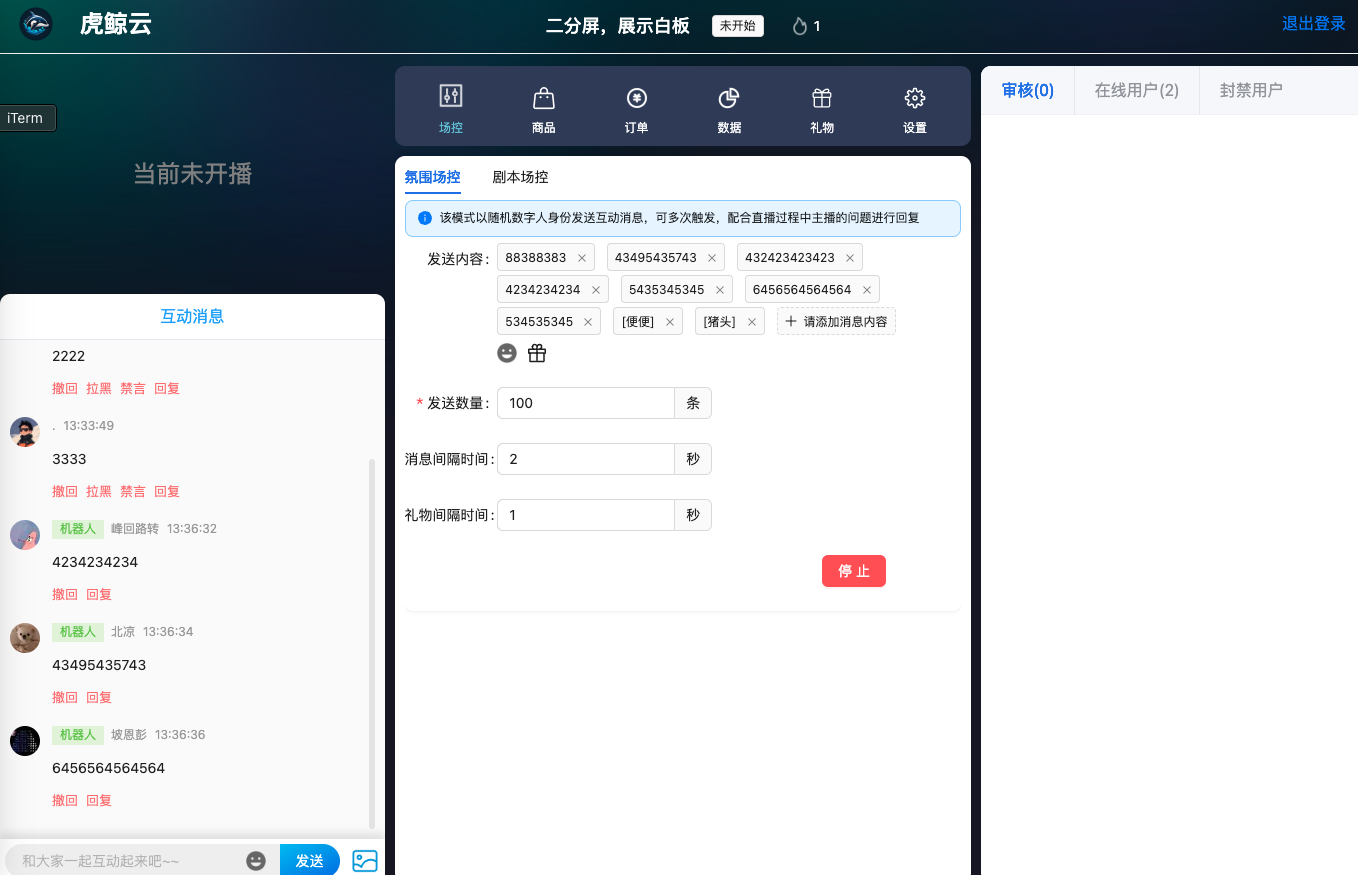 虎鲸云
二分屏，展示白板 未开始 1
退出登录
iTerm
当前未开播
互动消息
2222
撤回 拉黑 禁言 回复
. 13:33:49
3333
撤回 拉黑 禁言 回复
机器人 峰回路转 13:36:32
4234234234
撤回 回复
机器人 北凉 13:36:34
43495435743
撤回 回复
机器人 坡恩彭 13:36:36
6456564564564
撤回 回复
和大家一起互动起来吧~~ 发送
场控 商品 订单 数据 礼物 设置
氛围场控 剧本场控
该模式以随机数字人身份发送互动消息，可多次触发，配合直播过程中主播的问题进行回复
发送内容: 88388383 × 43495435743 × 432423423423 ×
4234234234 × 5435345345 × 6456564564564 ×
534535345 × [便便] × [猪头] × + 请添加消息内容
* 发送数量: 100 条
消息间隔时间: 2 秒
礼物间隔时间: 1 秒
停 止
审核(0) 在线用户(2) 封禁用户